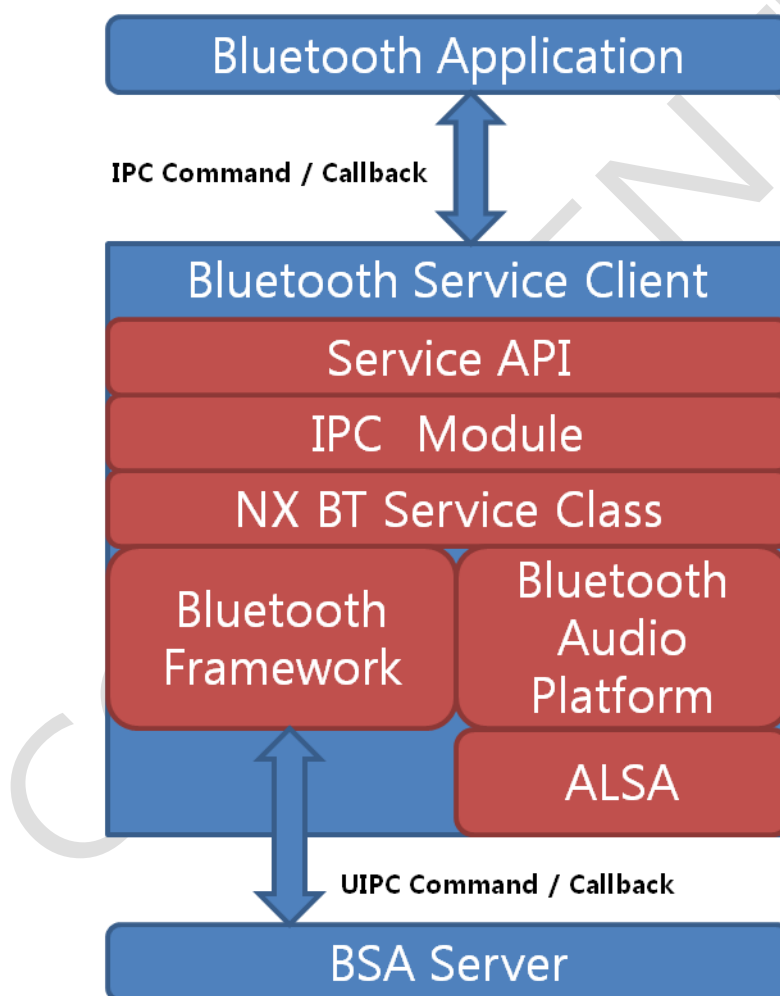 Bluetooth Application
IPC Command / Callback
Bluetooth Service Client
Service API
IPC Module
NX BT Service Class
Bluetooth
Framework
Bluetooth
Audio
Platform
ALSA
UIPC Command / Callback
BSA Server